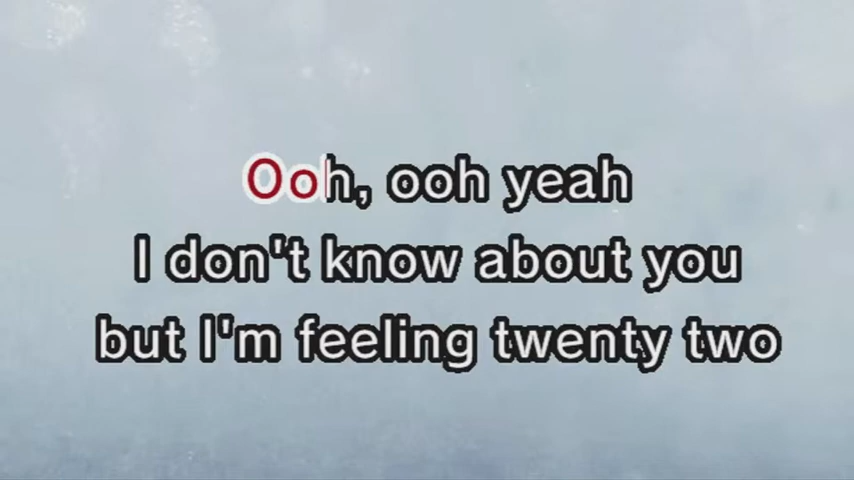 Ooh, ooh yeah
I don't know about you
but I'm feeling twenty two